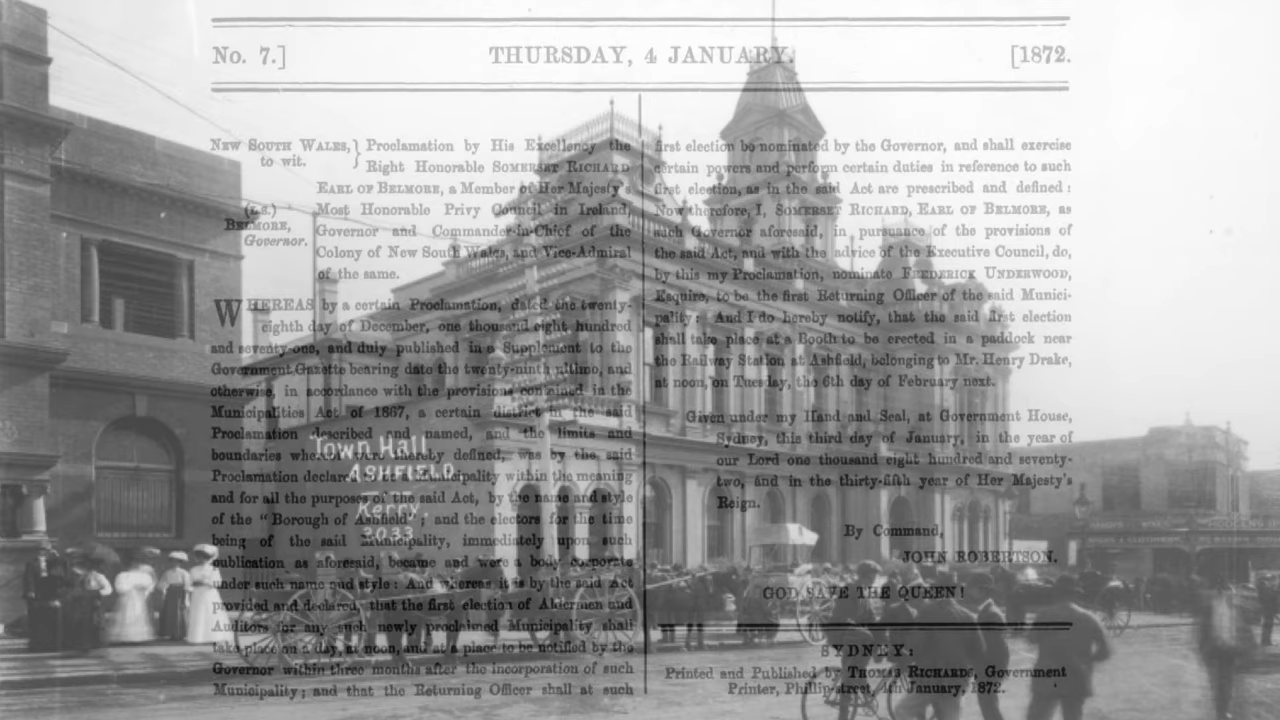 No. 7.] THURSDAY, 4 JANUARY. [1872.
NEW SOUTH WALES, } Proclamation by His Excellency the
to wit. } Right Honorable SOMERSET RICHARD
EARL OF BELMORE, a Member of Her Majesty's
(L.S.) Most Honorable Privy Council in Ireland,
BELMORE, Governor and Commander-in-Chief of the
Governor. Colony of New South Wales, and Vice-Admiral
of the same.
WHEREAS by a certain Proclamation, dated the twenty-
eighth day of December, one thousand eight hundred
and seventy-one, and duly published in a Supplement to the
Government Gazette bearing date the twenty-ninth ultimo, and
otherwise, in accordance with the provisions contained in the
Municipalities Act of 1867, a certain district in the said
Proclamation described and named, and the limits and
boundaries whereof were thereby defined, was by the said
Proclamation declared to be a Municipality within the meaning
and for all the purposes of the said Act, by the name and style
of the "Borough of Ashfield"; and the electors for the time
being of the said Municipality, immediately upon such
publication as aforesaid, became and were a body corporate
under such name and style: And whereas it is by the said Act
provided and declared, that the first election of Aldermen and
Auditors for any such newly proclaimed Municipality shall
take place on a day, at noon, and at a place to be notified by the
Governor within three months after the incorporation of such
Municipality; and that the Returning Officer shall at such
first election be nominated by the Governor, and shall exercise
certain powers and perform certain duties in reference to such
first election, as in the said Act are prescribed and defined:
Now therefore, I, SOMERSET RICHARD, EARL OF BELMORE, as
such Governor aforesaid, in pursuance of the provisions of
the said Act, and with the advice of the Executive Council, do,
by this my Proclamation, nominate FREDERICK UNDERWOOD,
Esquire, to be the first Returning Officer of the said Munici-
pality: And I do hereby notify, that the said first election
shall take place at a Booth to be erected in a paddock near
the Railway Station at Ashfield, belonging to Mr. Henry Drake,
at noon, on Tuesday, the 6th day of February next.
Given under my Hand and Seal, at Government House,
Sydney, this third day of January, in the year of
our Lord one thousand eight hundred and seventy-
two, and in the thirty-fifth year of Her Majesty's
Reign.
By Command,
JOHN ROBERTSON.
GOD SAVE THE QUEEN!
SYDNEY:
Printed and Published by THOMAS RICHARDS, Government
Printer, Phillip-street, 4th January, 1872.
Town Hall
ASHFIELD
Kerry.
2033